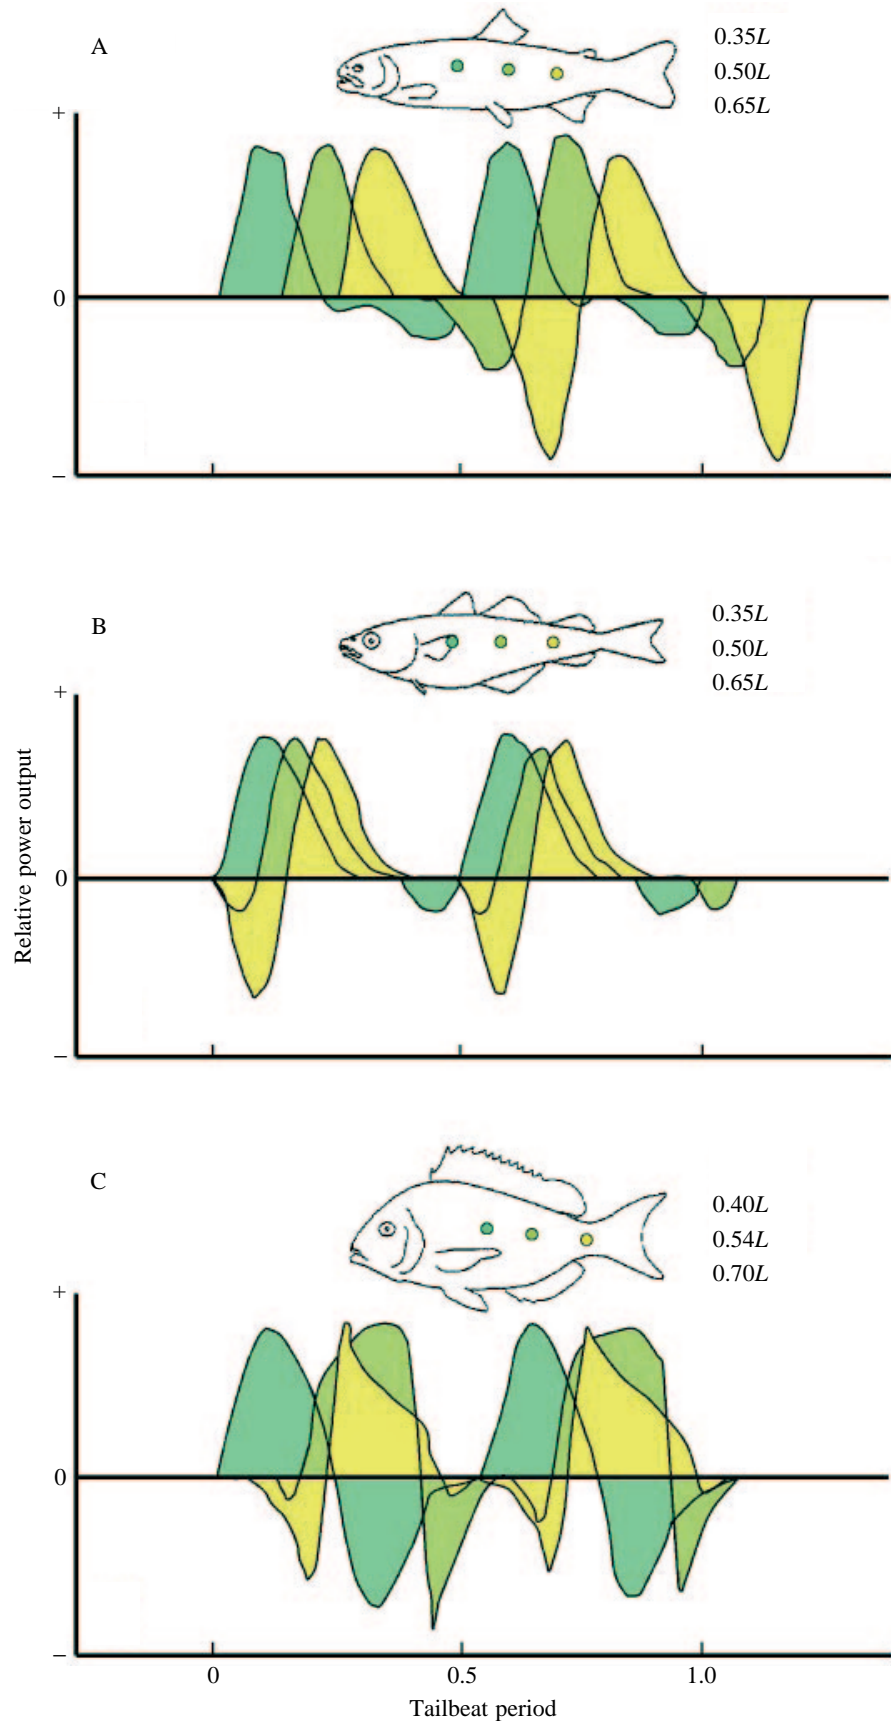 A
0.35L
0.50L
0.65L
+
0
–
B
0.35L
0.50L
0.65L
+
0
–
Relative power output
C
0.40L
0.54L
0.70L
+
0
–
0 0.5 1.0
Tailbeat period